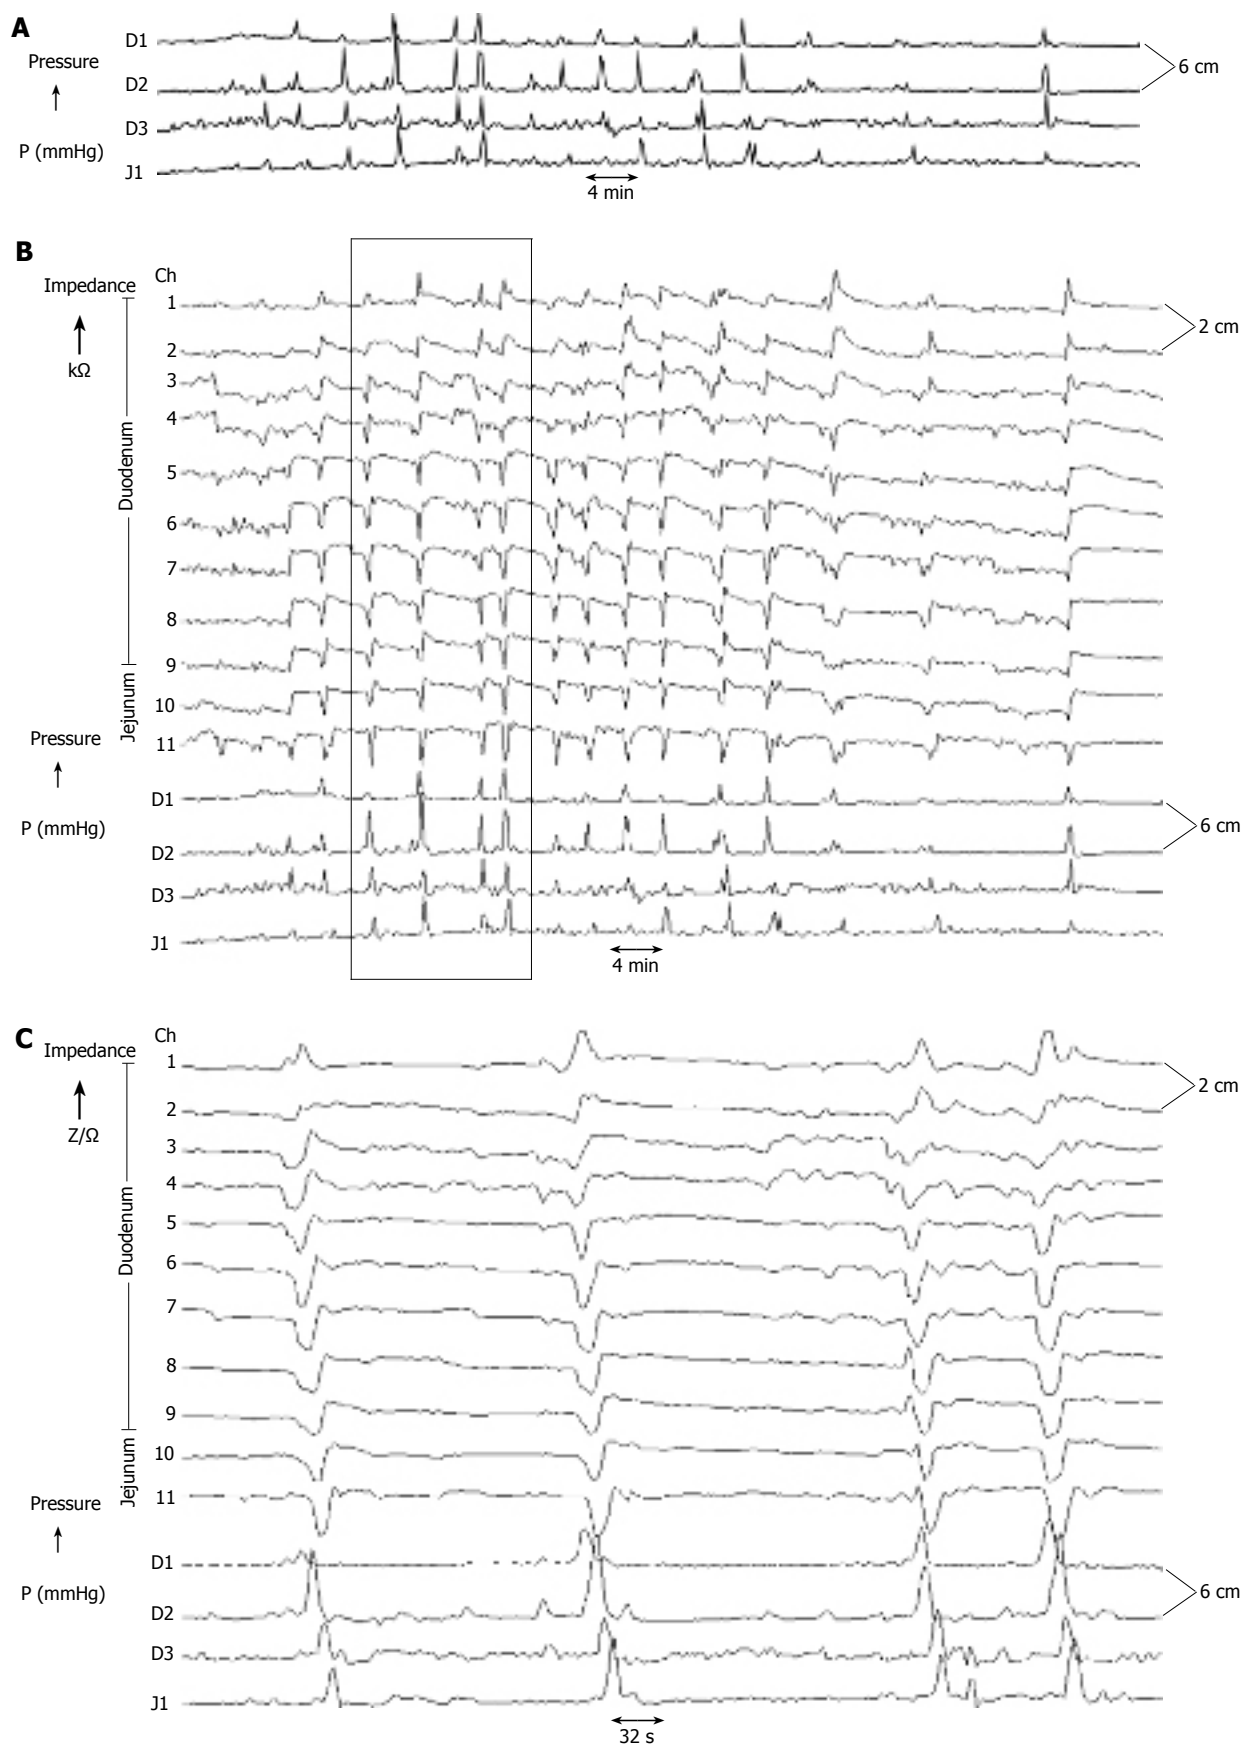 A
Pressure
P (mmHg)
D1
D2
D3
J1
6 cm
4 min
B
Impedance
kΩ
Ch
1
2
3
4
5
6
7
8
9
10
11
Duodenum
Jejunum
2 cm
Pressure
P (mmHg)
D1
D2
D3
J1
6 cm
4 min
C
Impedance
Z/Ω
Ch
1
2
3
4
5
6
7
8
9
10
11
Duodenum
Jejunum
2 cm
Pressure
P (mmHg)
D1
D2
D3
J1
6 cm
32 s